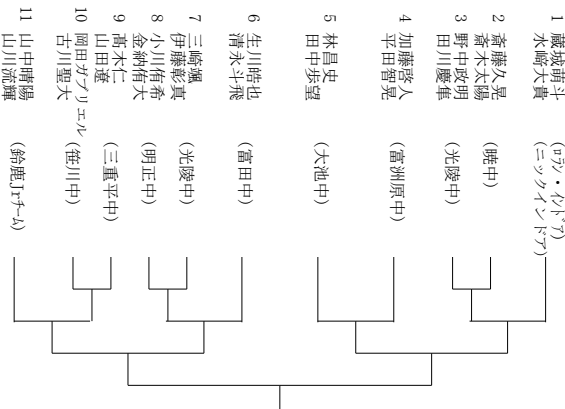 1 蔵城萌斗 (ﾛﾗﾝ・ｲﾝﾄﾞｱ)
水﨑大貴 (ニックインドア)
2 斎藤久晃 (暁中)
斎木太陽
3 野中政明 (光陵中)
田川慶隼
4 加藤啓人 (富洲原中)
平田智晃
5 林昌史 (大池中)
田中歩望
6 生川皓也 (富田中)
清水斗飛
7 三崎颯 (光陵中)
伊藤彰真
8 小川侑希 (明正中)
金納侑大
9 髙木仁 (三重平中)
山田遼
10 岡田ガブリエル (笹川中)
古川聖大
11 山中晴陽 (鈴鹿Jrﾁｰﾑ)
山川流輝